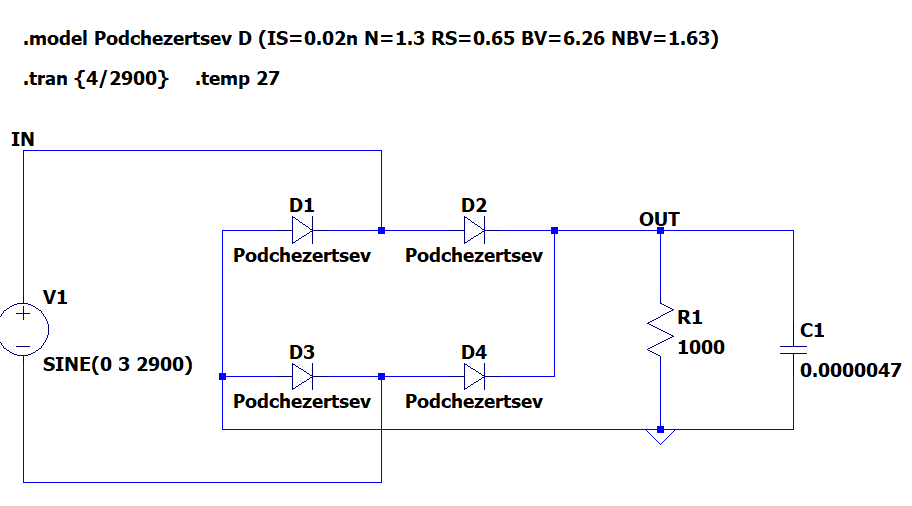 .model Podchezertsev D (IS=0.02n N=1.3 RS=0.65 BV=6.26 NBV=1.63)
.tran {4/2900} .temp 27
IN
D1
D2
OUT
Podchezertsev
Podchezertsev
V1
R1
C1
1000
D3
D4
SINE(0 3 2900)
0.0000047
Podchezertsev
Podchezertsev